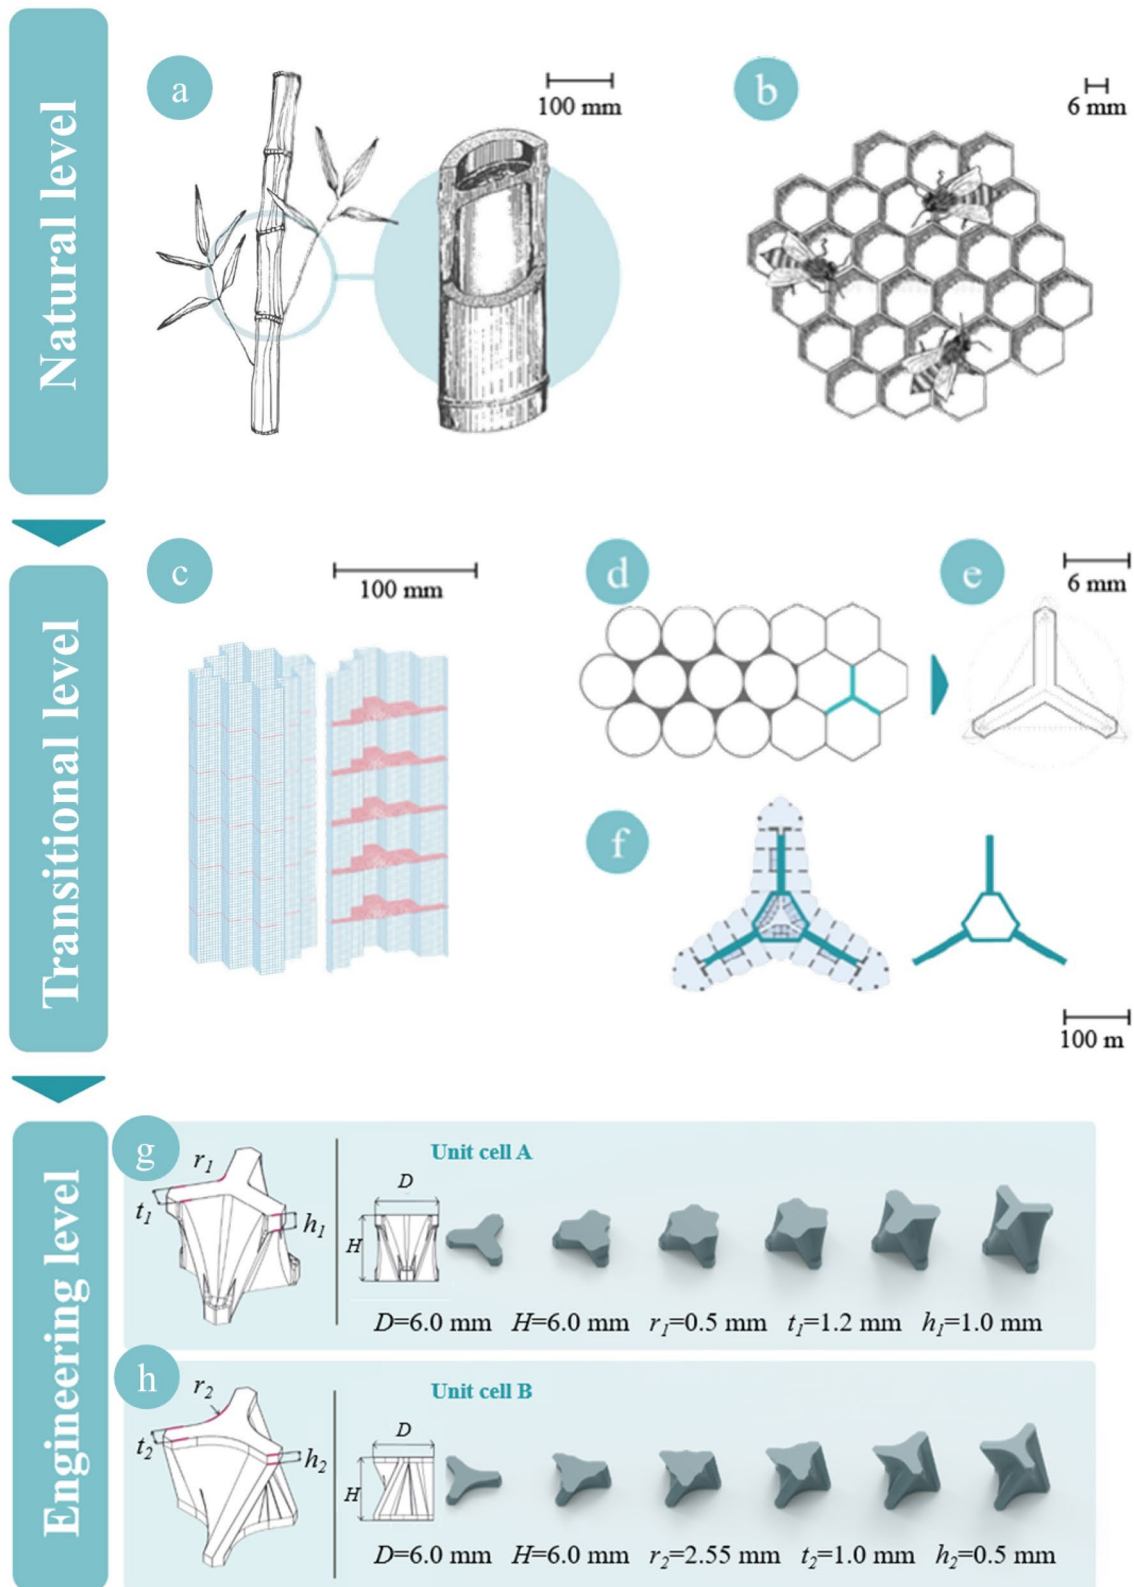 Natural level
a
100 mm
b
6 mm
Transitional level
c
100 mm
d
e
6 mm
f
100 m
Engineering level
g
r1
t1
h1
Unit cell A
D
H
D=6.0 mm H=6.0 mm r1=0.5 mm t1=1.2 mm h1=1.0 mm
h
r2
t2
h2
Unit cell B
D
H
D=6.0 mm H=6.0 mm r2=2.55 mm t2=1.0 mm h2=0.5 mm